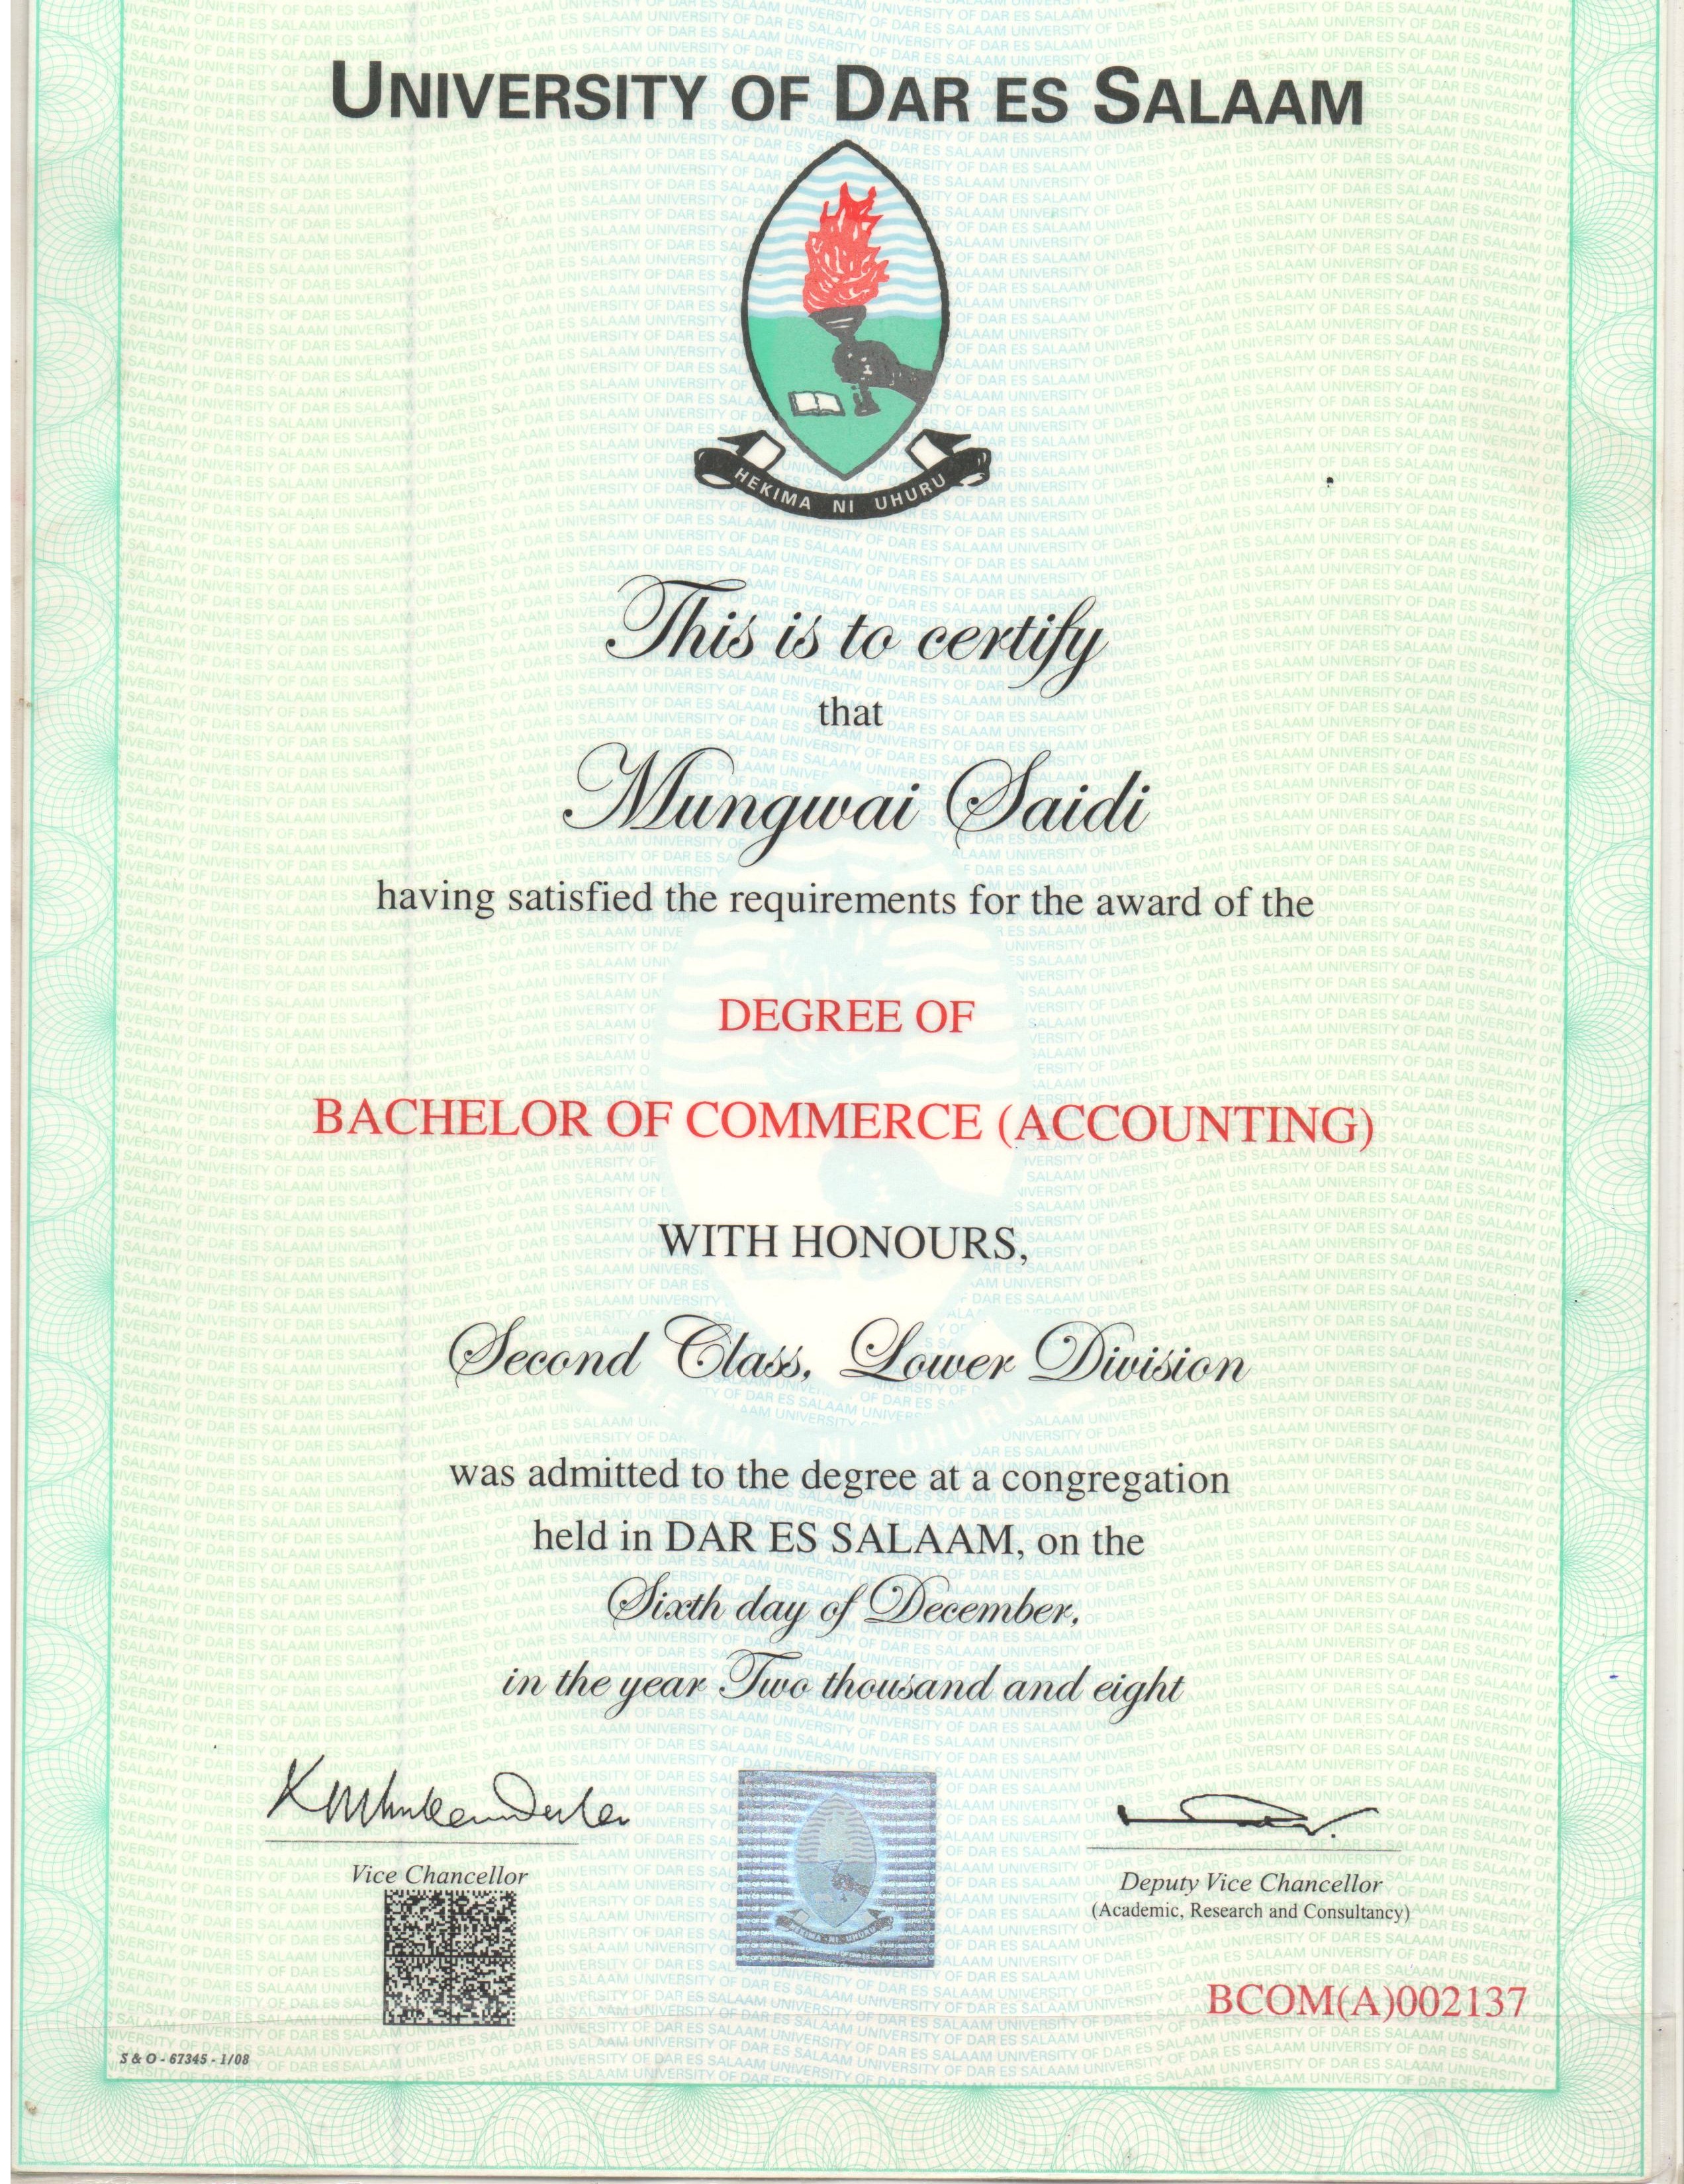 UNIVERSITY OF DAR ES SALAAM
HEKIMA NI UHURU
This is to certify
that
Mungwai Saidi
having satisfied the requirements for the award of the
DEGREE OF
BACHELOR OF COMMERCE (ACCOUNTING)
WITH HONOURS,
Second Class, Lower Division
HEKIMA NI UHURU
was admitted to the degree at a congregation
held in DAR ES SALAAM, on the
Sixth day of December,
in the year Two thousand and eight
Vice Chancellor
HEKIMA - NI - UHURU
Deputy Vice Chancellor
(Academic, Research and Consultancy)
BCOM(A)002137
S & O - 67345 - 1/08